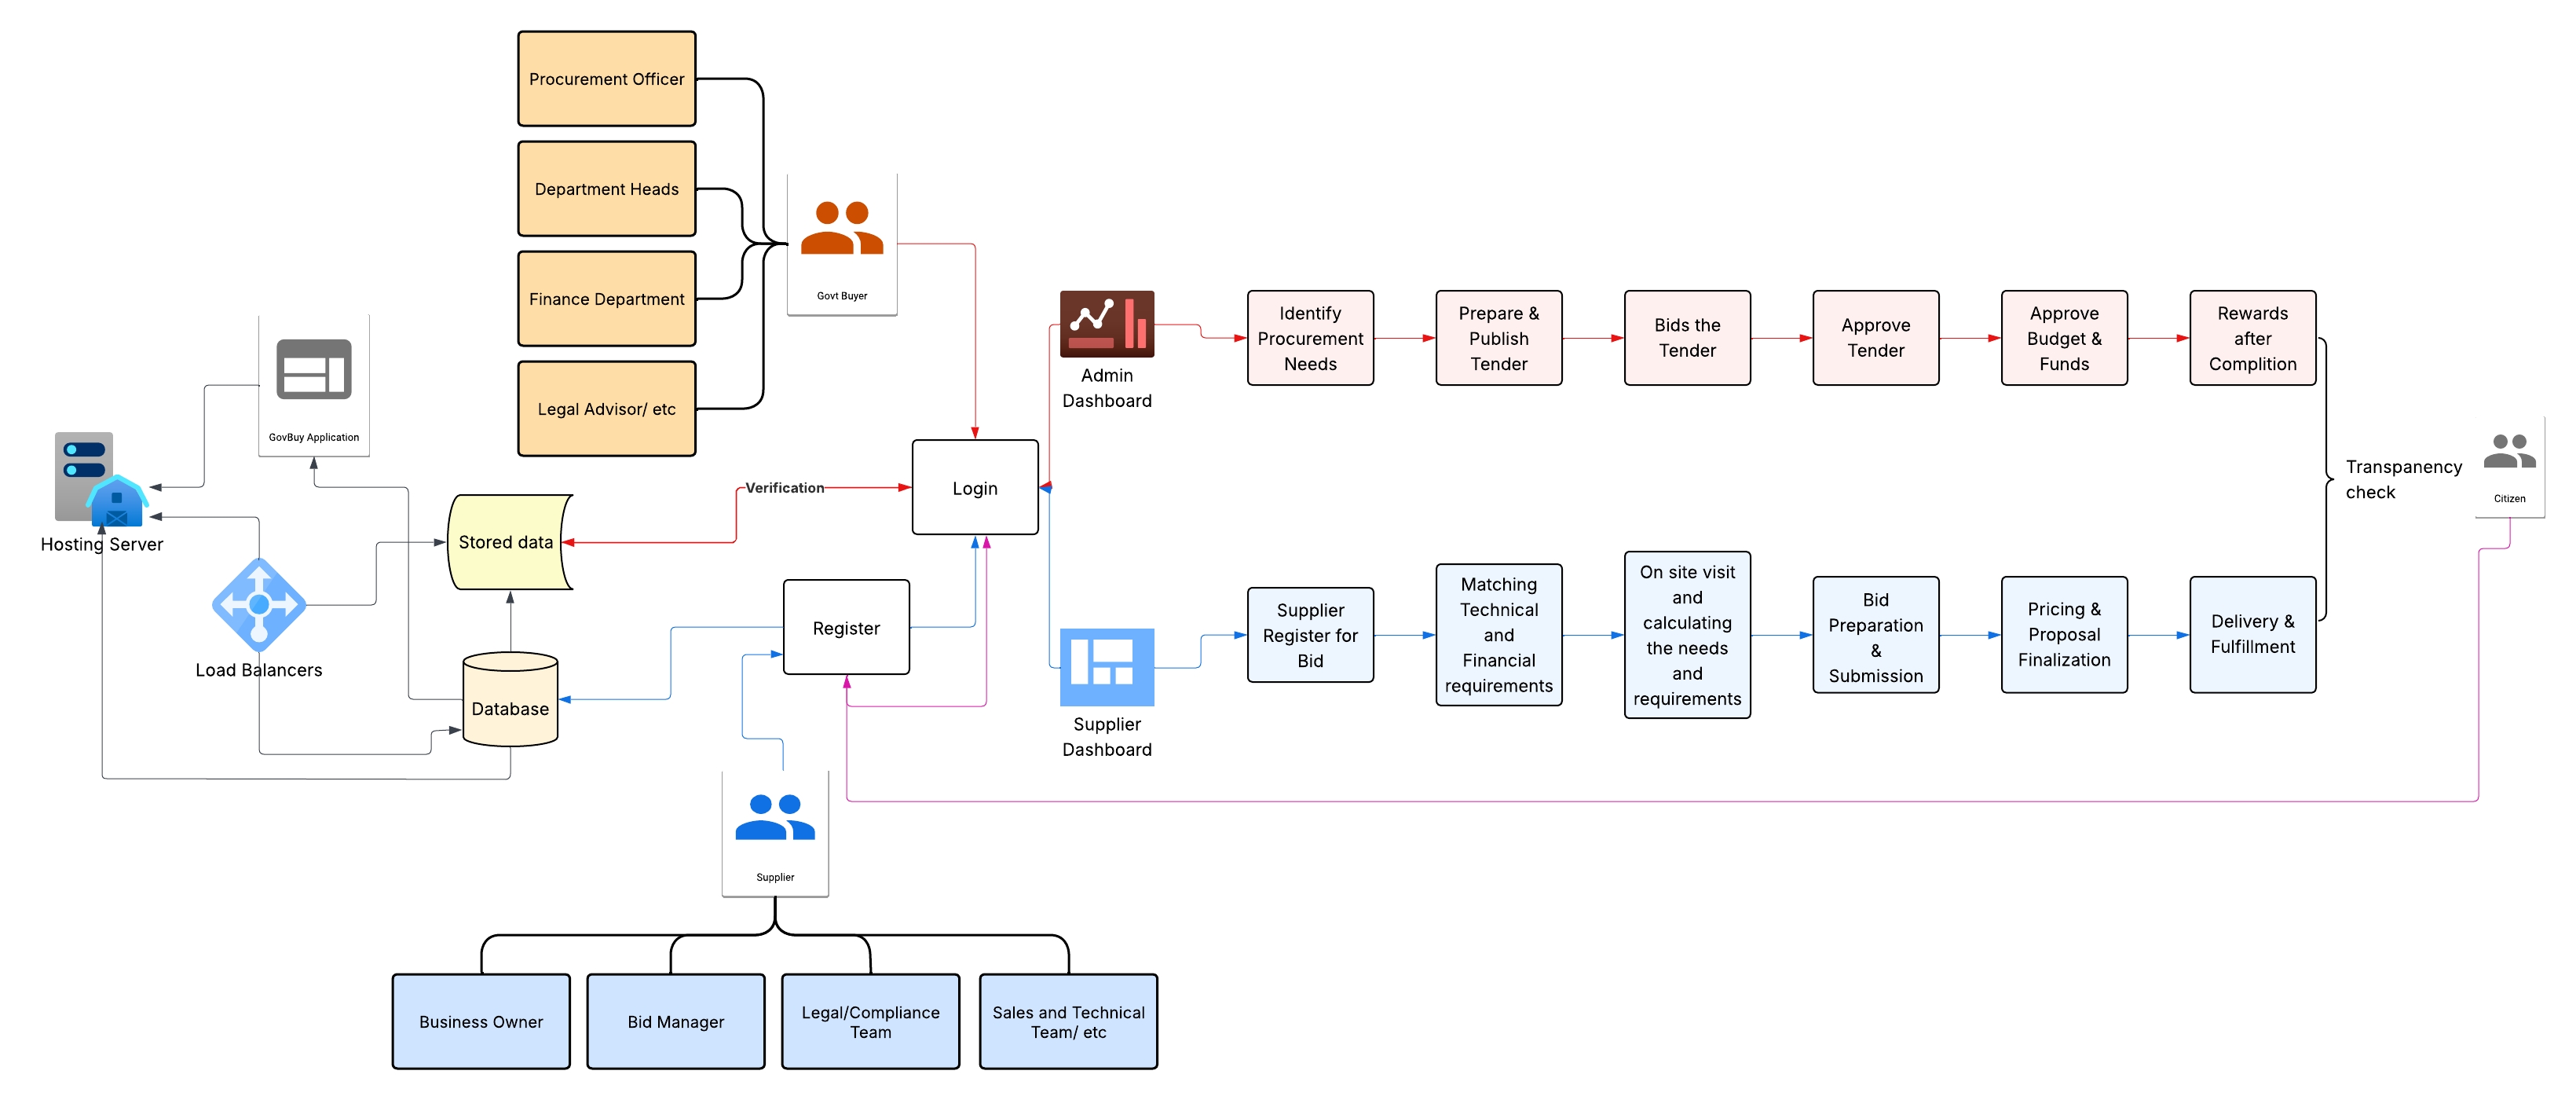 Procurement Officer
Department Heads
Finance Department
Legal Advisor/ etc
Govt Buyer
GovBuy Application
Hosting Server
Load Balancers
Stored data
Database
Verification
Login
Register
Supplier
Business Owner
Bid Manager
Legal/Compliance
Team
Sales and Technical
Team/ etc
Admin
Dashboard
Identify
Procurement
Needs
Prepare &
Publish
Tender
Bids the
Tender
Approve
Tender
Approve
Budget &
Funds
Rewards
after
Complition
Supplier
Dashboard
Supplier
Register for
Bid
Matching
Technical
and
Financial
requirements
On site visit
and
calculating
the needs
and
requirements
Bid
Preparation
&
Submission
Pricing &
Proposal
Finalization
Delivery &
Fulfillment
Transpanency
check
Citizen